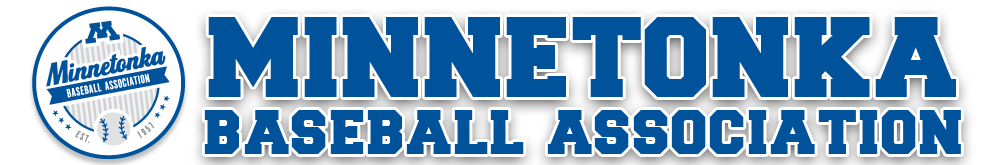 M
Minnetonka
BASEBALL ASSOCIATION
EST. 1957
MINNETONKA
BASEBALL ASSOCIATION